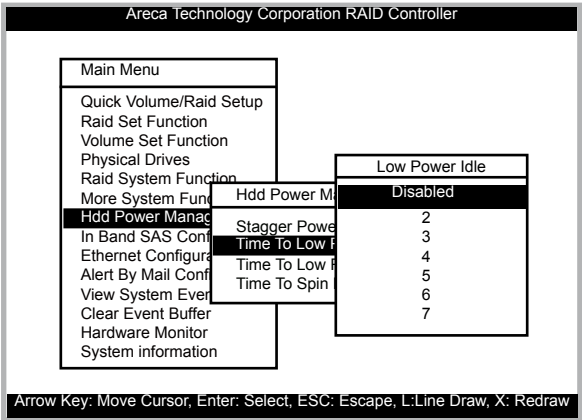 Areca Technology Corporation RAID Controller
Main Menu
Quick Volume/Raid Setup
Raid Set Function
Volume Set Function
Physical Drives
Raid System Function
More System Func
Hdd Power Manag
In Band SAS Conf
Ethernet Configura
Alert By Mail Conf
View System Even
Clear Event Buffer
Hardware Monitor
System information
Hdd Power Ma
Stagger Powe
Time To Low P
Time To Low P
Time To Spin
Low Power Idle
Disabled
2
3
4
5
6
7
Arrow Key: Move Cursor, Enter: Select, ESC: Escape, L:Line Draw, X: Redraw